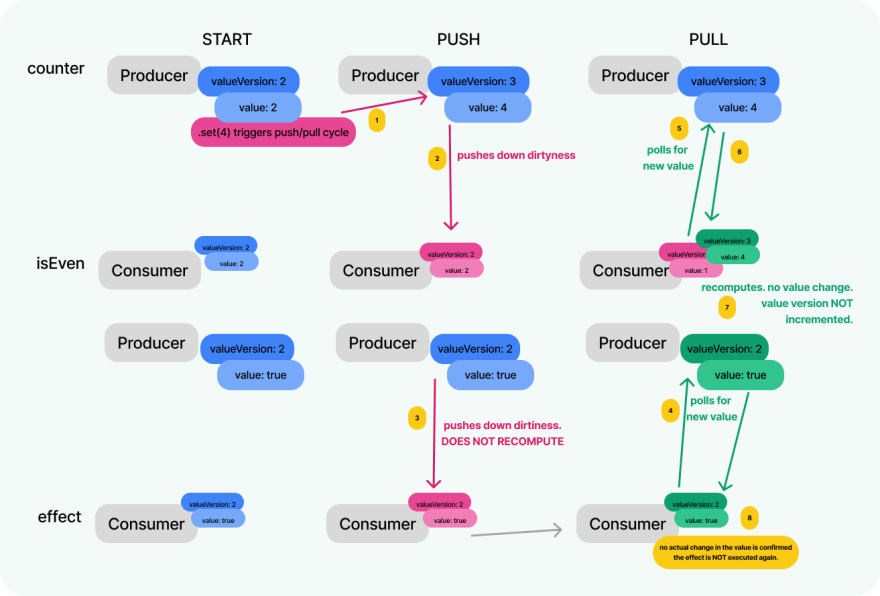 START
PUSH
PULL
counter
Producer
valueVersion: 2
value: 2
.set(4) triggers push/pull cycle
1
Producer
valueVersion: 3
value: 4
2
pushes down dirtyness
Producer
valueVersion: 3
value: 4
5
polls for
new value
6
isEven
Consumer
valueVersion: 2
value: 2
Consumer
valueVersion: 2
value: 2
Consumer
valueVersion
value: 1
valueVersion: 3
value: 4
recomputes. no value change.
7
value version NOT
incremented.
Producer
valueVersion: 2
value: true
Producer
valueVersion: 2
value: true
3
pushes down dirtiness.
DOES NOT RECOMPUTE
Producer
valueVersion: 2
value: true
4
polls for
new value
effect
Consumer
valueVersion: 2
value: true
Consumer
valueVersion: 2
value: true
Consumer
valueVersion: 2
value: true
8
no actual change in the value is confirmed
the effect is NOT executed again.